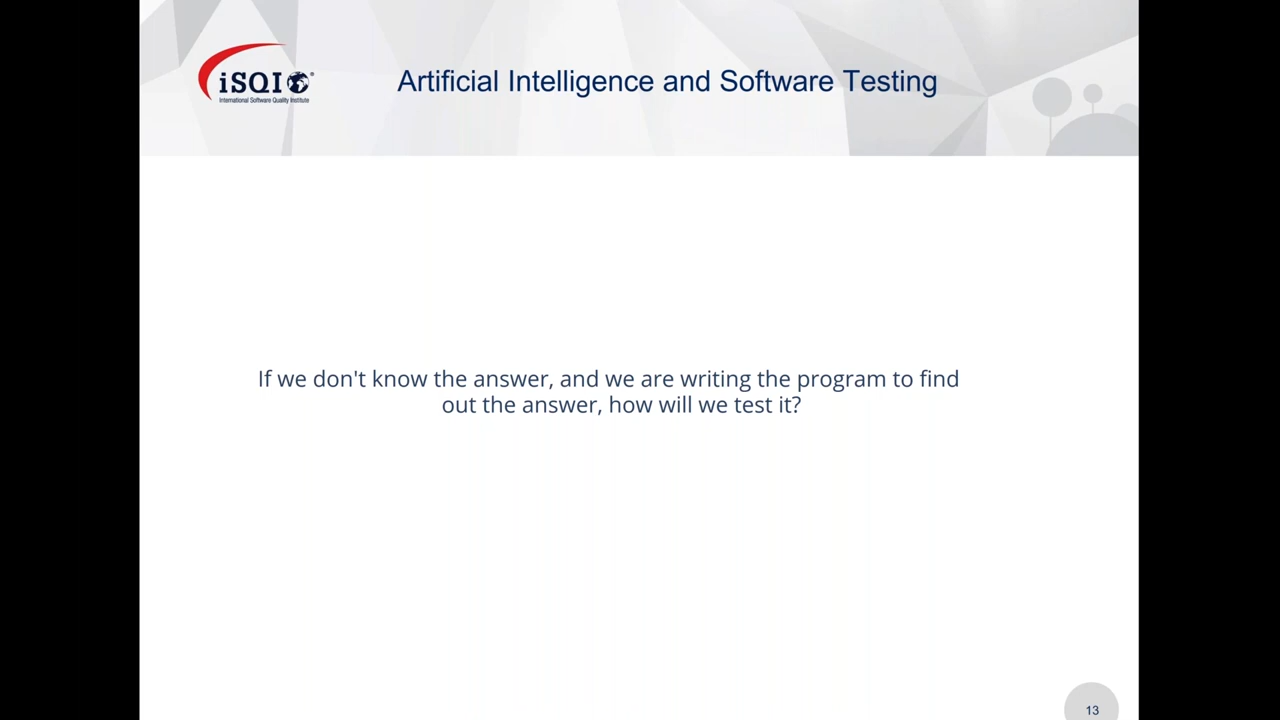 iSQI
International Software Quality Institute
Artificial Intelligence and Software Testing
If we don't know the answer, and we are writing the program to find
out the answer, how will we test it?
13